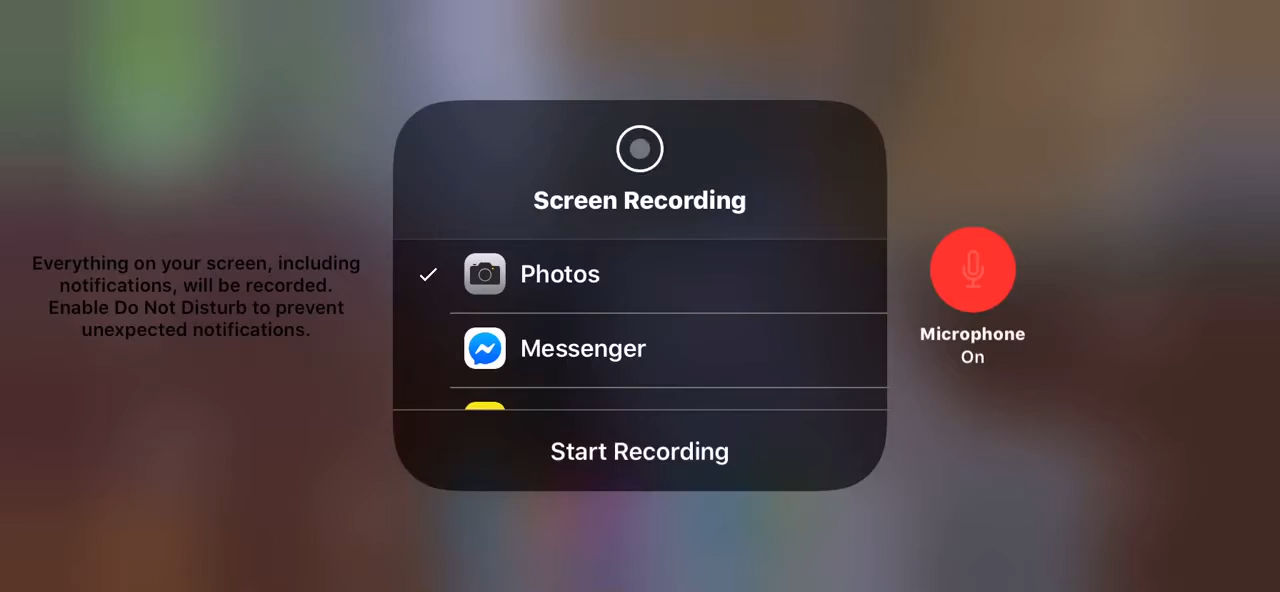 Screen Recording
Everything on your screen, including
notifications, will be recorded.
Enable Do Not Disturb to prevent
unexpected notifications.
Photos
Messenger
Start Recording
Microphone
On